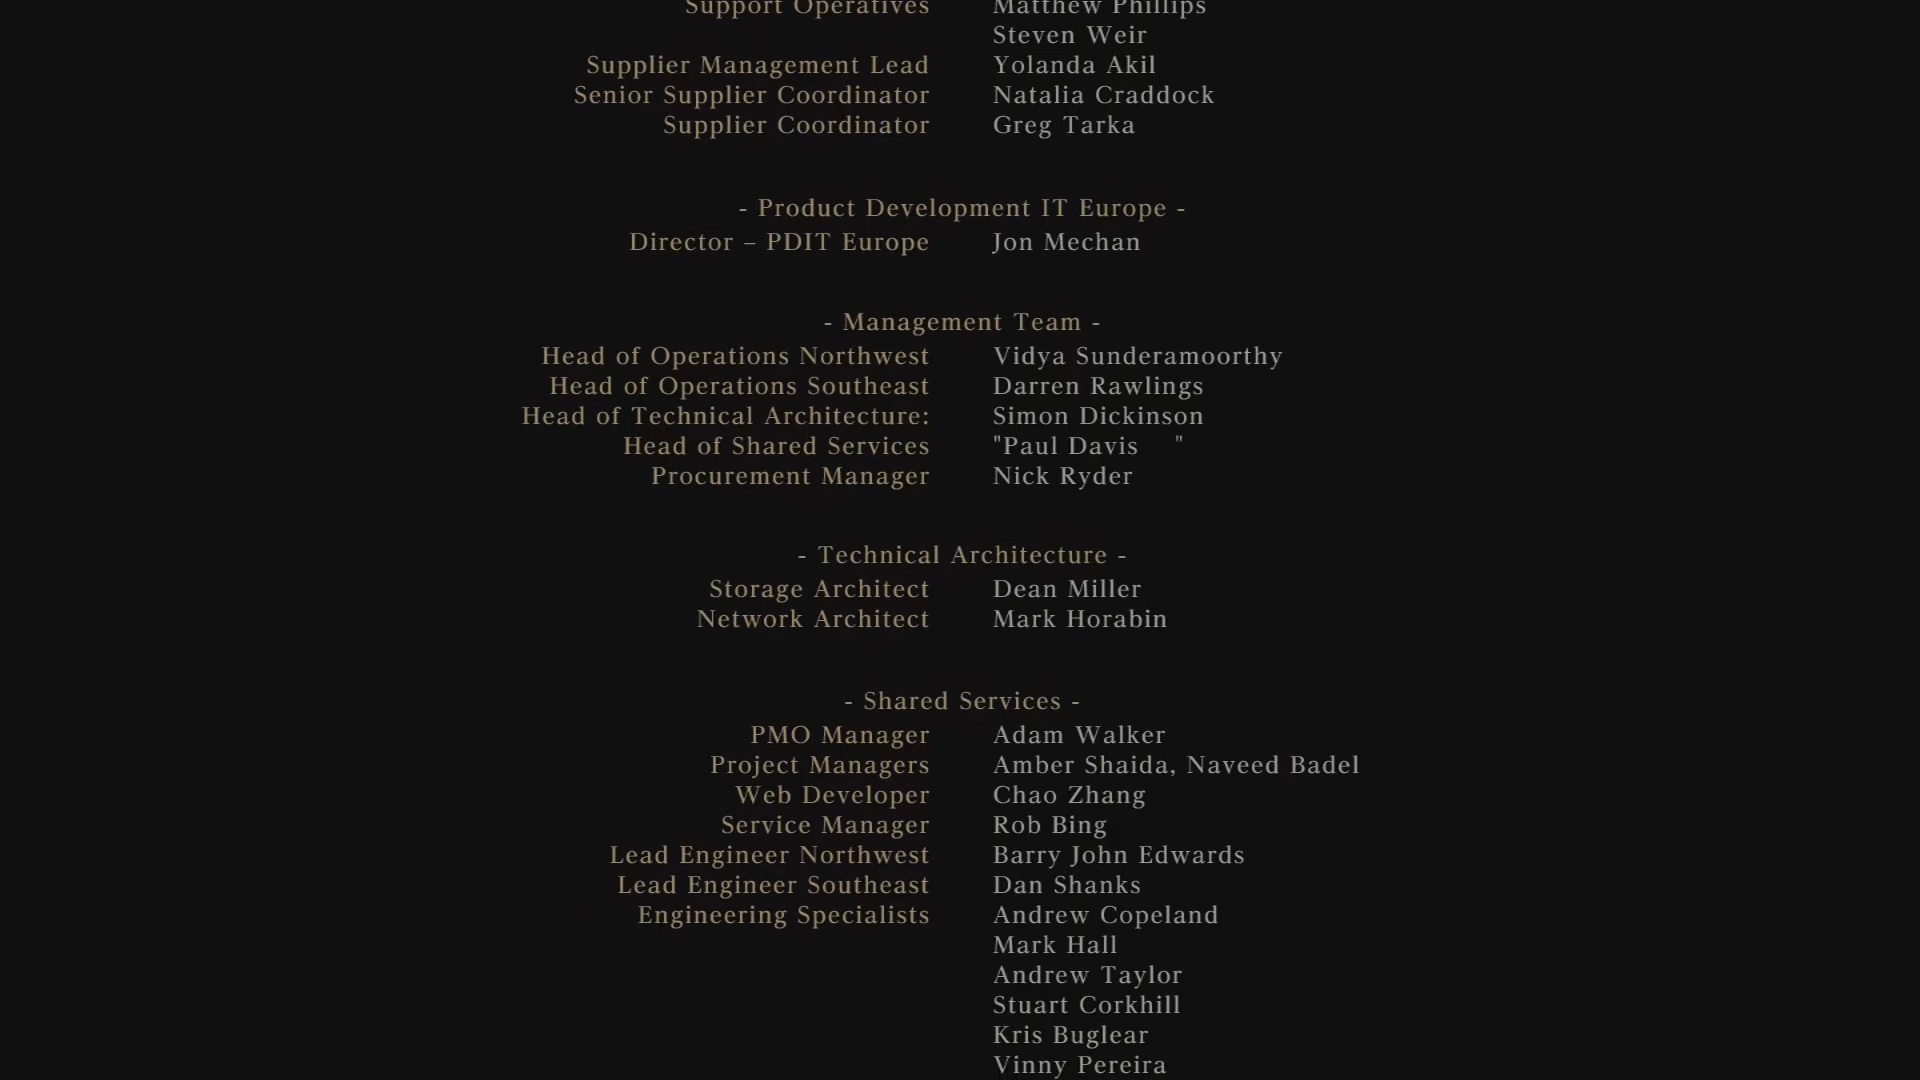 Support Operatives Matthew Phillips
Steven Weir
Supplier Management Lead Yolanda Akil
Senior Supplier Coordinator Natalia Craddock
Supplier Coordinator Greg Tarka
- Product Development IT Europe -
Director – PDIT Europe Jon Mechan
- Management Team -
Head of Operations Northwest Vidya Sunderamoorthy
Head of Operations Southeast Darren Rawlings
Head of Technical Architecture: Simon Dickinson
Head of Shared Services "Paul Davis "
Procurement Manager Nick Ryder
- Technical Architecture -
Storage Architect Dean Miller
Network Architect Mark Horabin
- Shared Services -
PMO Manager Adam Walker
Project Managers Amber Shaida, Naveed Badel
Web Developer Chao Zhang
Service Manager Rob Bing
Lead Engineer Northwest Barry John Edwards
Lead Engineer Southeast Dan Shanks
Engineering Specialists Andrew Copeland
Mark Hall
Andrew Taylor
Stuart Corkhill
Kris Buglear
Vinny Pereira